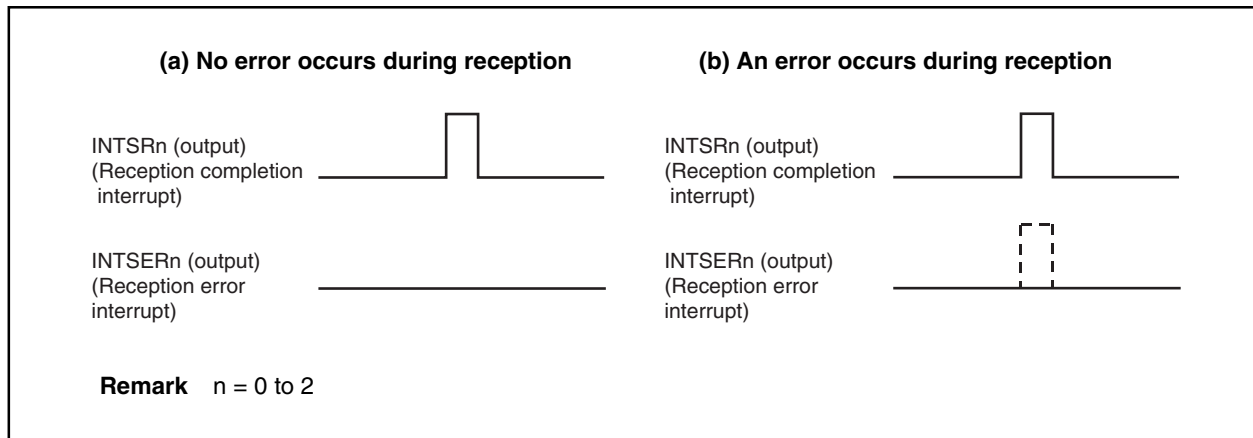 (a) No error occurs during reception
INTSRn (output)
(Reception completion
interrupt)
INTSERn (output)
(Reception error
interrupt)
(b) An error occurs during reception
INTSRn (output)
(Reception completion
interrupt)
INTSERn (output)
(Reception error
interrupt)
Remark n = 0 to 2